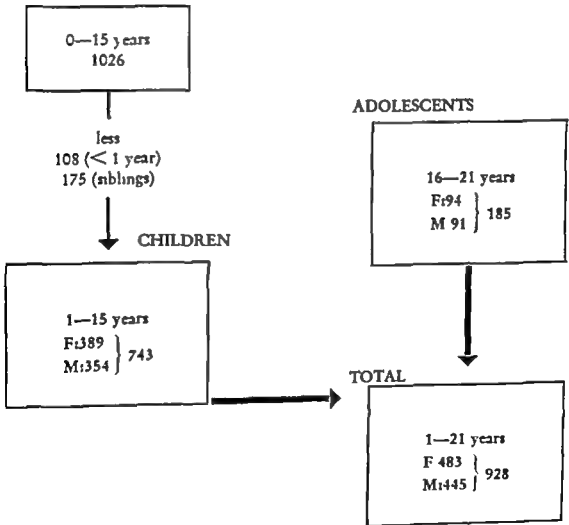 0—15 years
1026
less
108 (< 1 year)
175 (siblings)
CHILDREN
1—15 years
F:389
M:354
743
ADOLESCENTS
16—21 years
F:94
M 91
185
TOTAL
1—21 years
F 483
M:445
928